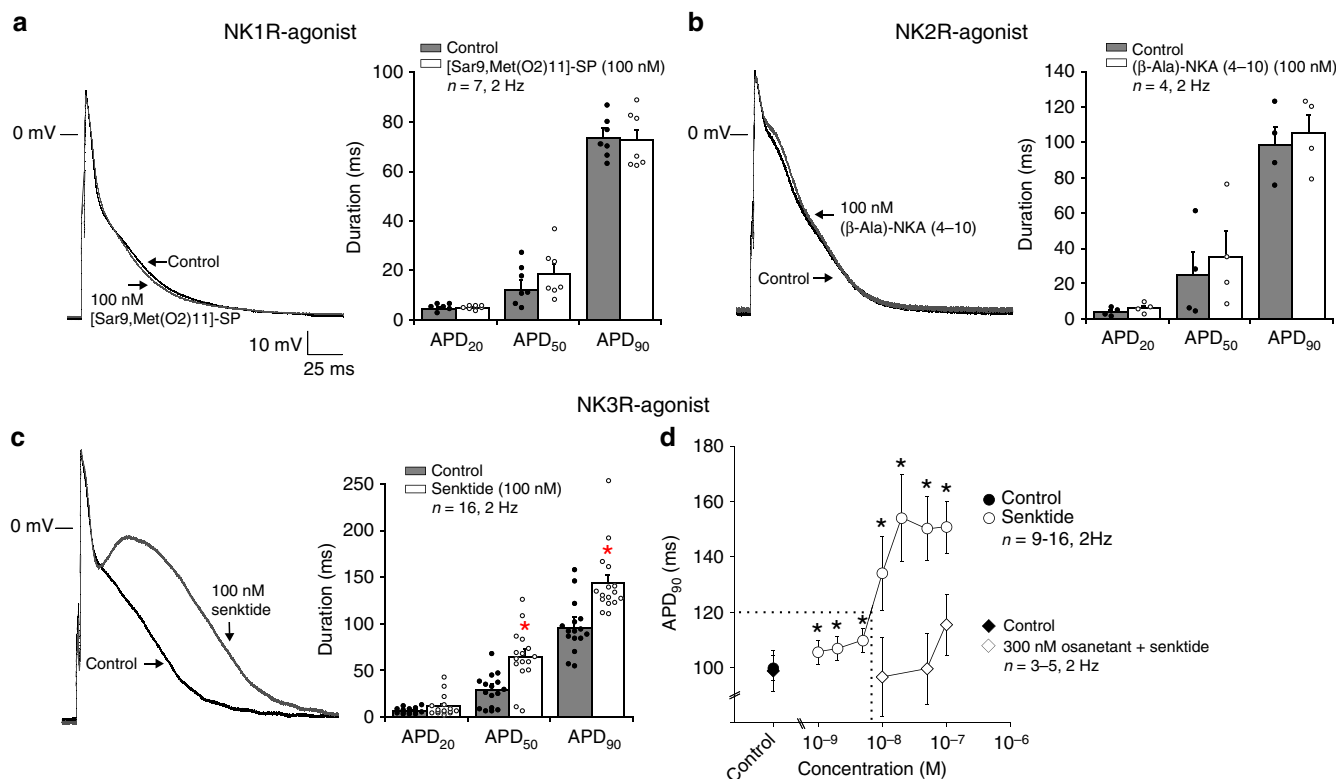 a
NK1R-agonist
Control
[Sar9,Met(O2)11]-SP (100 nM)
n = 7, 2 Hz
0 mV
Control
100 nM
[Sar9,Met(O2)11]-SP
10 mV
25 ms
Duration (ms)
100
80
60
40
20
0
APD20 APD50 APD90
b
NK2R-agonist
Control
(β-Ala)-NKA (4–10) (100 nM)
n = 4, 2 Hz
0 mV
100 nM
(β-Ala)-NKA (4–10)
Control
Duration (ms)
140
120
100
80
60
40
20
0
APD20 APD50 APD90
NK3R-agonist
c
Control
Senktide (100 nM)
n = 16, 2 Hz
0 mV
100 nM
senktide
Control
Duration (ms)
250
200
150
100
50
0
* *
APD20 APD50 APD90
d
APD90 (ms)
180
160
140
120
100
* * * * * * *
Control
Senktide
n = 9-16, 2Hz
Control
300 nM osanetant + senktide
n = 3–5, 2 Hz
Control 10⁻⁹ 10⁻⁸ 10⁻⁷ 10⁻⁶
Concentration (M)